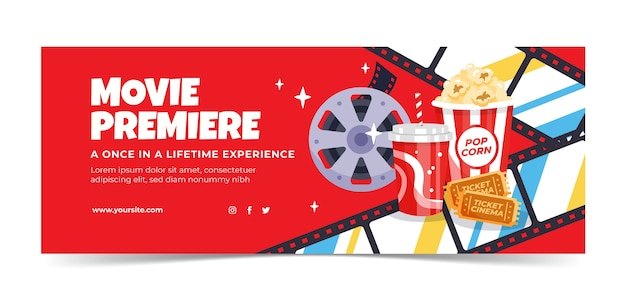 MOVIE
PREMIERE
A ONCE IN A LIFETIME EXPERIENCE
Lorem ipsum dolor sit amet, consectetuer
adipiscing elit, sed diam nonummy
www.yoursite.com
POP
CORN
TICKET
CINEMA
TICKET
CINEMA